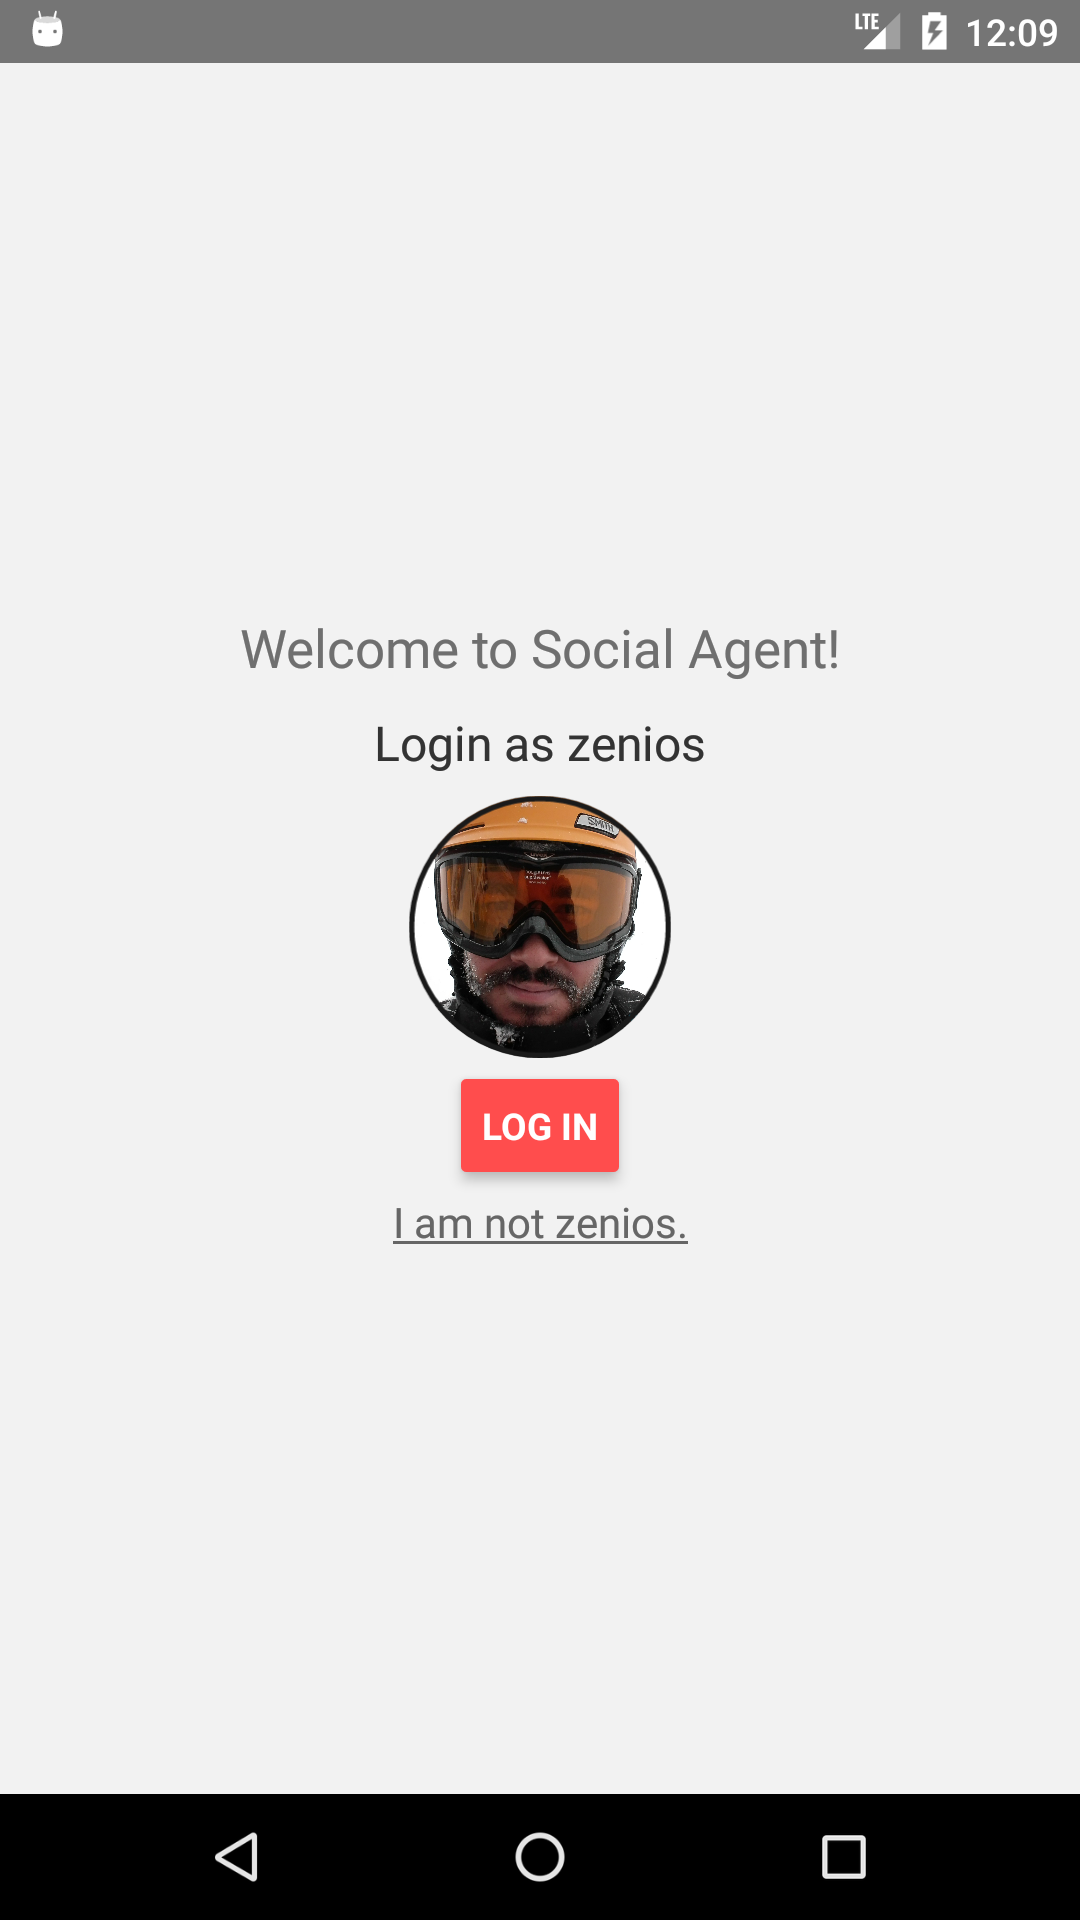 LTE 12:09
Welcome to Social Agent!
Login as zenios
SMITH
LOG IN
I am not zenios.